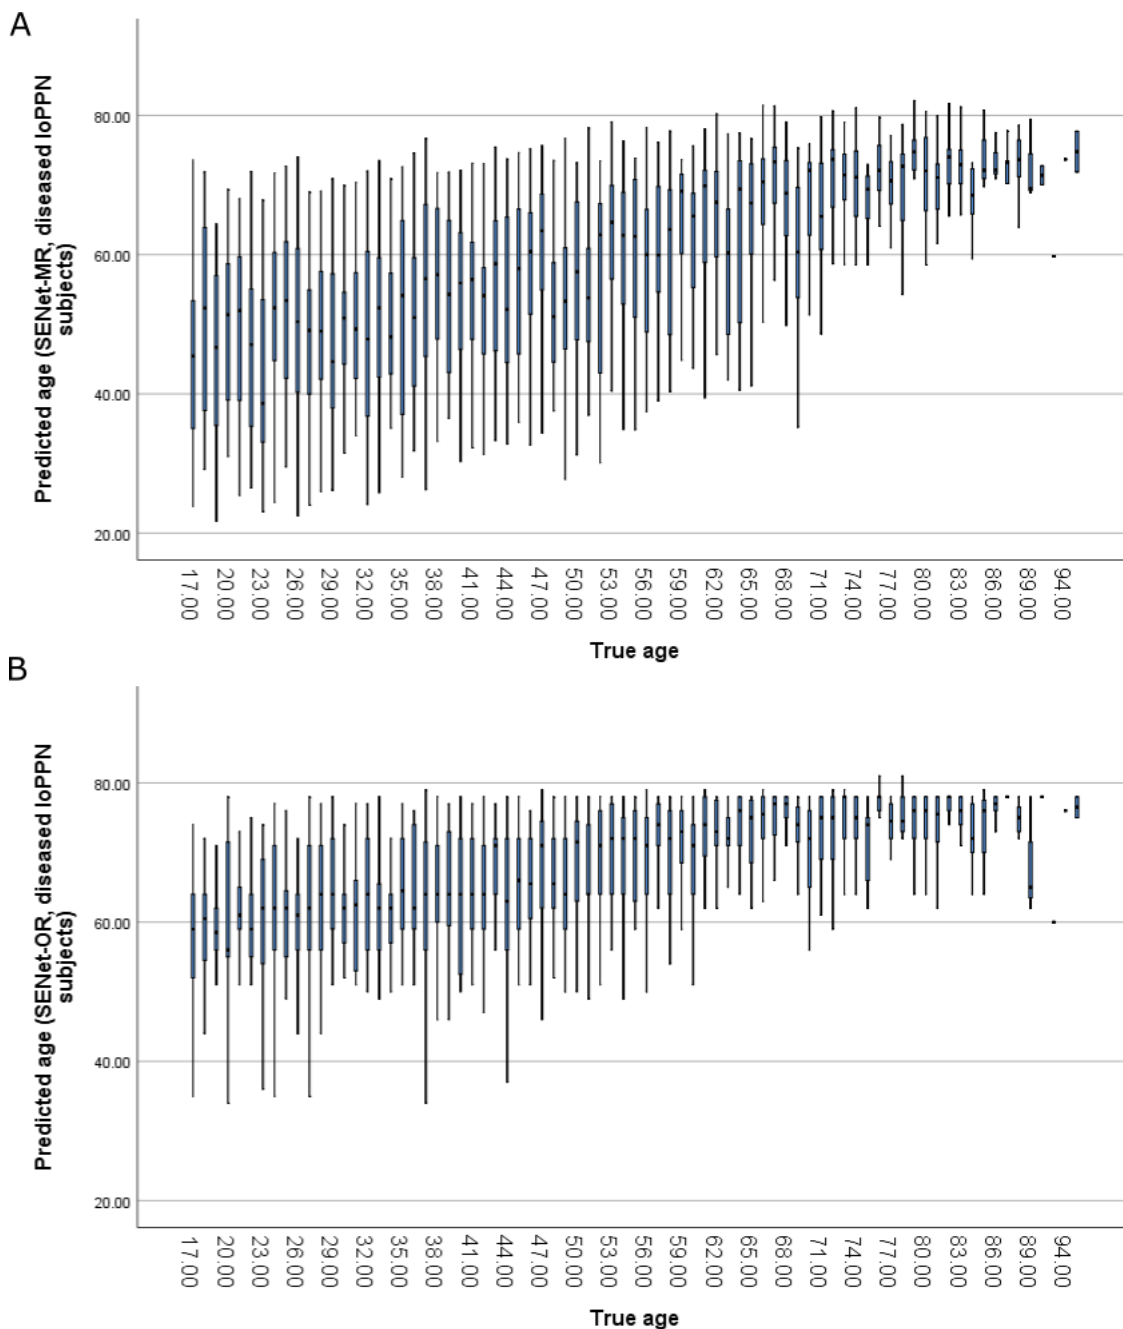 A
Predicted age (SENet-MR, diseased loPPN
subjects)
80.00
60.00
40.00
20.00
17.00 20.00 23.00 26.00 29.00 32.00 35.00 38.00 41.00 44.00 47.00 50.00 53.00 56.00 59.00 62.00 65.00 68.00 71.00 74.00 77.00 80.00 83.00 86.00 89.00 94.00
True age
B
Predicted age (SENet-OR, diseased loPPN
subjects)
80.00
60.00
40.00
20.00
17.00 20.00 23.00 26.00 29.00 32.00 35.00 38.00 41.00 44.00 47.00 50.00 53.00 56.00 59.00 62.00 65.00 68.00 71.00 74.00 77.00 80.00 83.00 86.00 89.00 94.00
True age